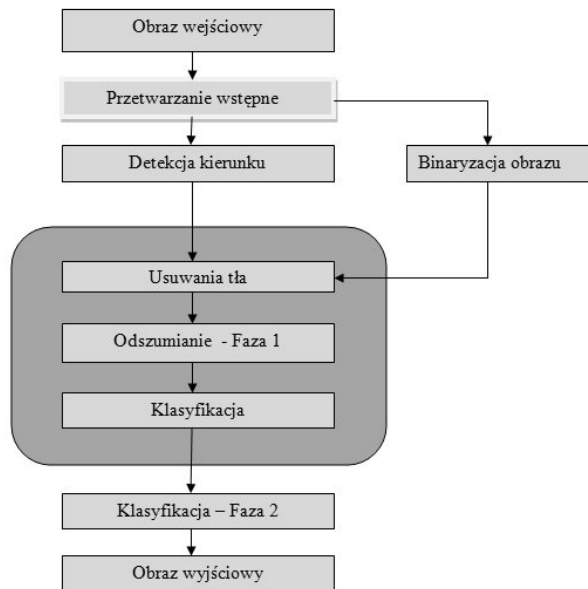 Obraz wejściowy
Przetwarzanie wstępne
Detekcja kierunku
Binaryzacja obrazu
Usuwania tła
Odszumianie - Faza 1
Klasyfikacja
Klasyfikacja – Faza 2
Obraz wyjściowy